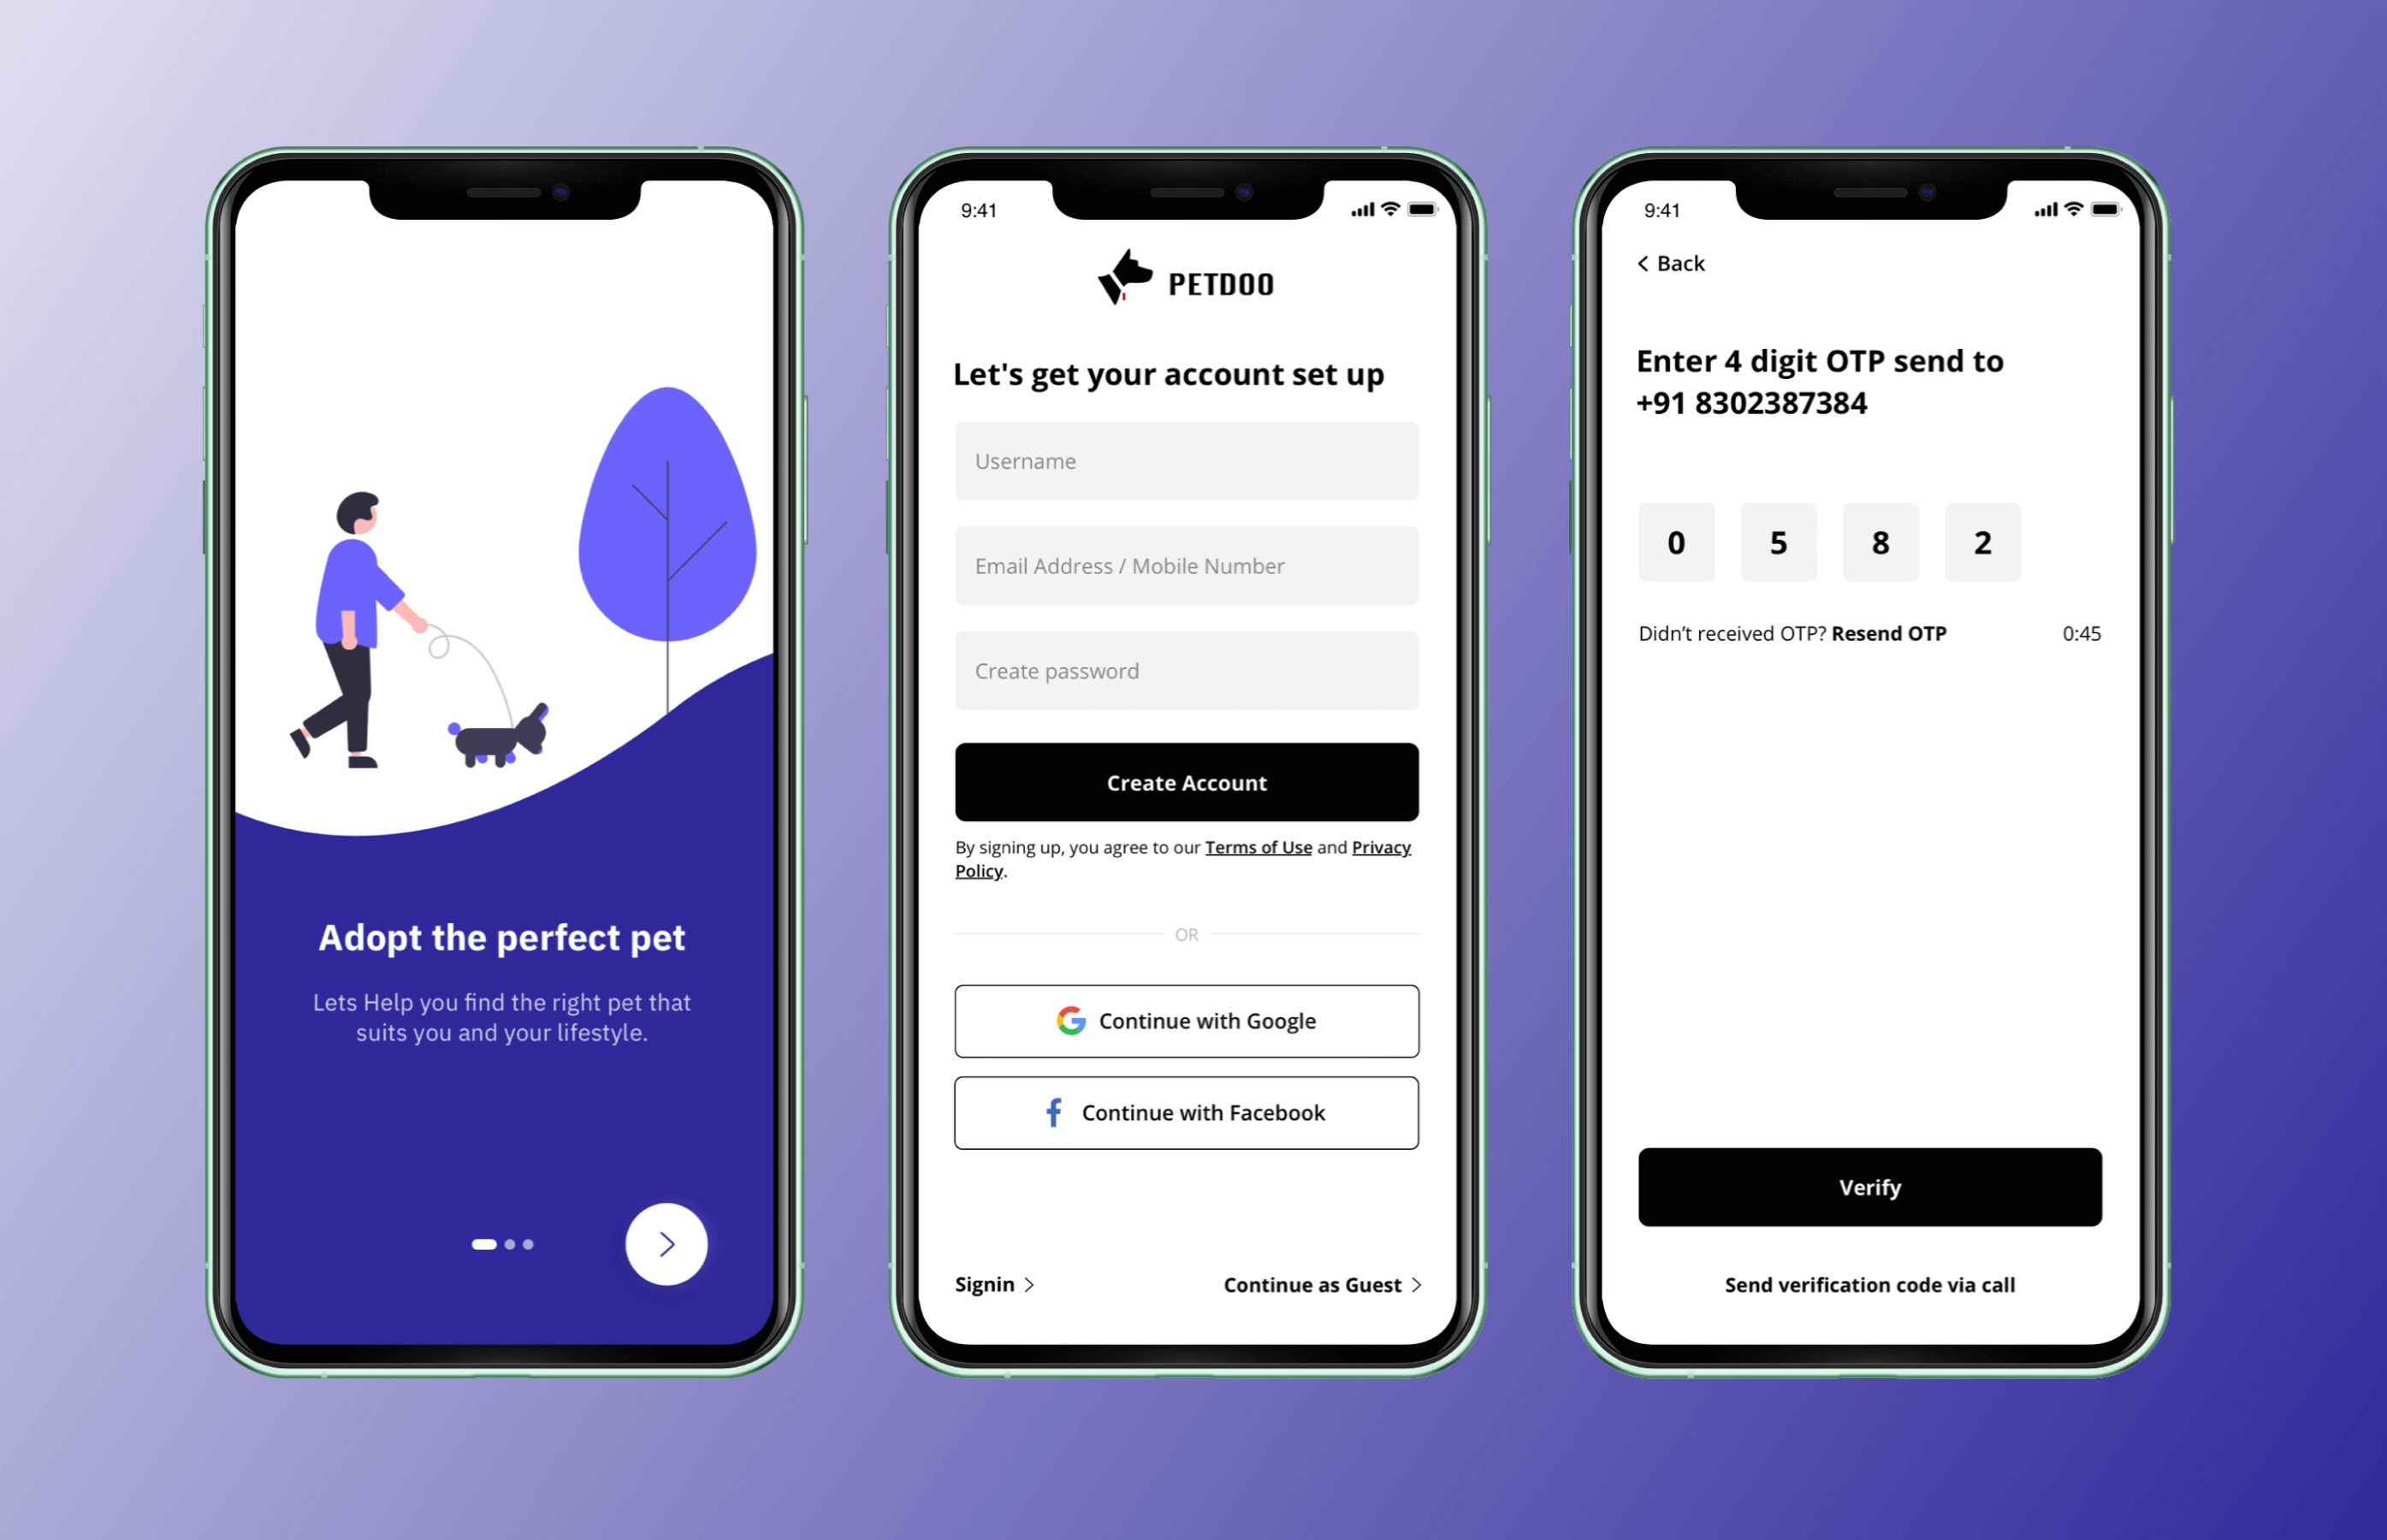 Adopt the perfect pet
Lets Help you find the right pet that
suits you and your lifestyle.
9:41
PETDOO
Let's get your account set up
Username
Email Address / Mobile Number
Create password
Create Account
By signing up, you agree to our Terms of Use and Privacy
Policy.
OR
Continue with Google
Continue with Facebook
Signin
Continue as Guest
9:41
Back
Enter 4 digit OTP send to
+91 8302387384
0 5 8 2
Didn’t received OTP? Resend OTP 0:45
Verify
Send verification code via call